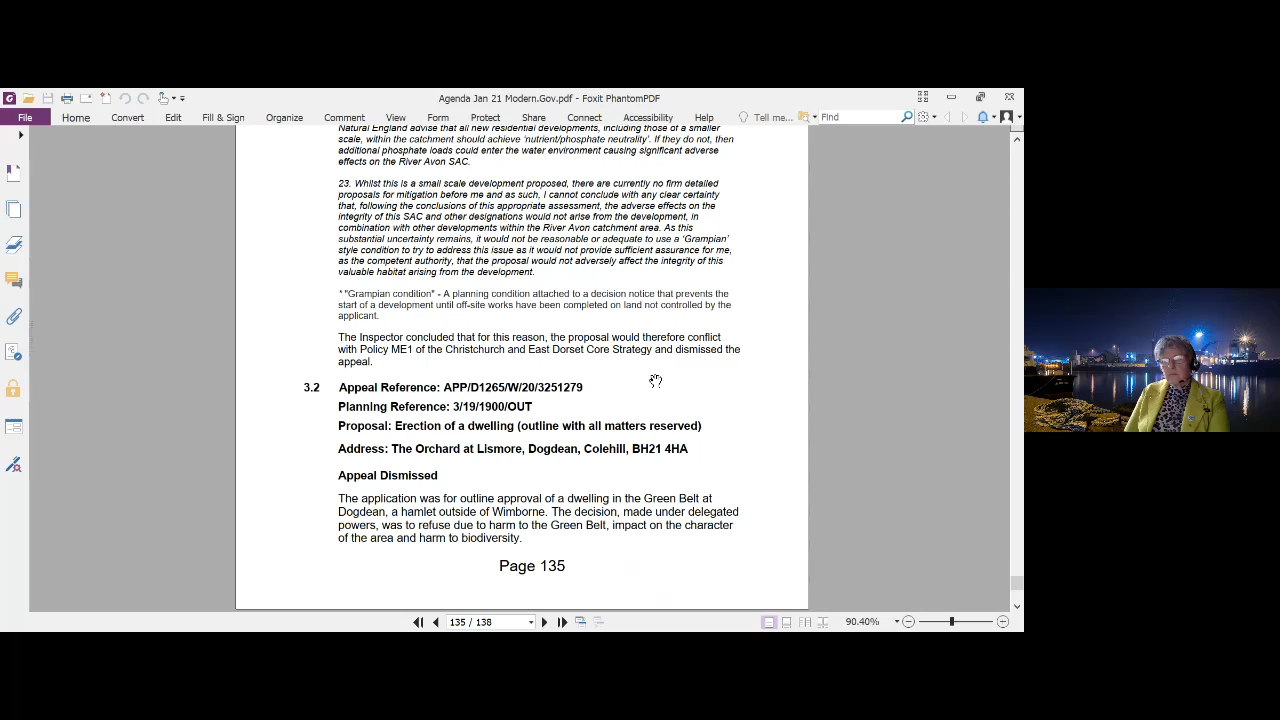 Agenda Jan 21 Modern.Gov.pdf - Foxit PhantomPDF
File Home Convert Edit Fill & Sign Organize Comment View Form Protect Share Connect Accessibility Help Tell me... Find
Natural England advise that all new residential developments, including those of a smaller
scale, within the catchment should achieve 'nutrient/phosphate neutrality'. If they do not, then
additional phosphate loads could enter the water environment causing significant adverse
effects on the River Avon SAC.
23. Whilst this is a small scale development proposed, there are currently no firm detailed
proposals for mitigation before me and as such, I cannot conclude with any clear certainty
that, following the conclusions of this appropriate assessment, the adverse effects on the
integrity of this SAC and other designations would not arise from the development, in
combination with other developments within the River Avon catchment area. As this
substantial uncertainty remains, it would not be reasonable or adequate to use a 'Grampian'
style condition to try to address this issue as it would not provide sufficient assurance for me,
as the competent authority, that the proposal would not adversely affect the integrity of this
valuable habitat arising from the development.
* "Grampian condition" - A planning condition attached to a decision notice that prevents the
start of a development until off-site works have been completed on land not controlled by the
applicant.
The Inspector concluded that for this reason, the proposal would therefore conflict
with Policy ME1 of the Christchurch and East Dorset Core Strategy and dismissed the
appeal.
3.2 Appeal Reference: APP/D1265/W/20/3251279
Planning Reference: 3/19/1900/OUT
Proposal: Erection of a dwelling (outline with all matters reserved)
Address: The Orchard at Lismore, Dogdean, Colehill, BH21 4HA
Appeal Dismissed
The application was for outline approval of a dwelling in the Green Belt at
Dogdean, a hamlet outside of Wimborne. The decision, made under delegated
powers, was to refuse due to harm to the Green Belt, impact on the character
of the area and harm to biodiversity.
Page 135
135 / 138 90.40%